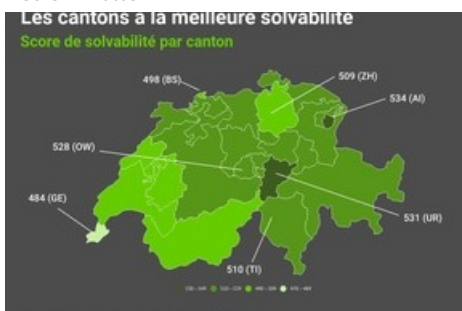 Les cantons à la meilleure solvabilité
Score de solvabilité par canton
498 (BS)
509 (ZH)
534 (AI)
528 (OW)
484 (GE)
531 (UR)
510 (TI)